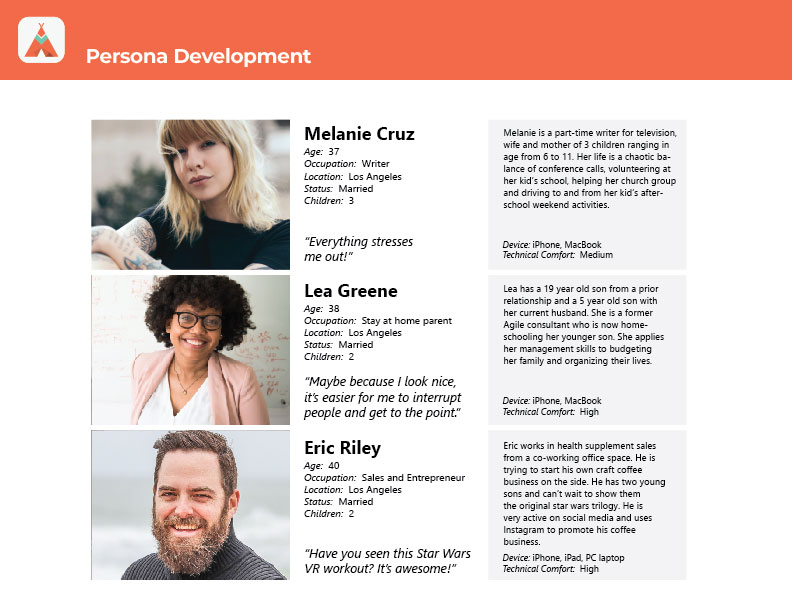 Persona Development
Melanie Cruz
Age: 37
Occupation: Writer
Location: Los Angeles
Status: Married
Children: 3
“Everything stresses
me out!”
Melanie is a part-time writer for television,
wife and mother of 3 children ranging in
age from 6 to 11. Her life is a chaotic ba-
lance of conference calls, volunteering at
her kid’s school, helping her church group
and driving to and from her kid’s after-
school weekend activities.
Device: iPhone, MacBook
Technical Comfort: Medium
Lea Greene
Age: 38
Occupation: Stay at home parent
Location: Los Angeles
Status: Married
Children: 2
“Maybe because I look nice,
it’s easier for me to interrupt
people and get to the point.”
Lea has a 19 year old son from a prior
relationship and a 5 year old son with
her current husband. She is a former
Agile consultant who is now home-
schooling her younger son. She applies
her management skills to budgeting
her family and organizing their lives.
Device: iPhone, MacBook
Technical Comfort: High
Eric Riley
Age: 40
Occupation: Sales and Entrepreneur
Location: Los Angeles
Status: Married
Children: 2
“Have you seen this Star Wars
VR workout? It’s awesome!”
Eric works in health supplement sales
from a co-working office space. He is
trying to start his own craft coffee
business on the side. He has two young
sons and can’t wait to show them
the original star wars trilogy. He is
very active on social media and uses
Instagram to promote his coffee
business.
Device: iPhone, iPad, PC laptop
Technical Comfort: High